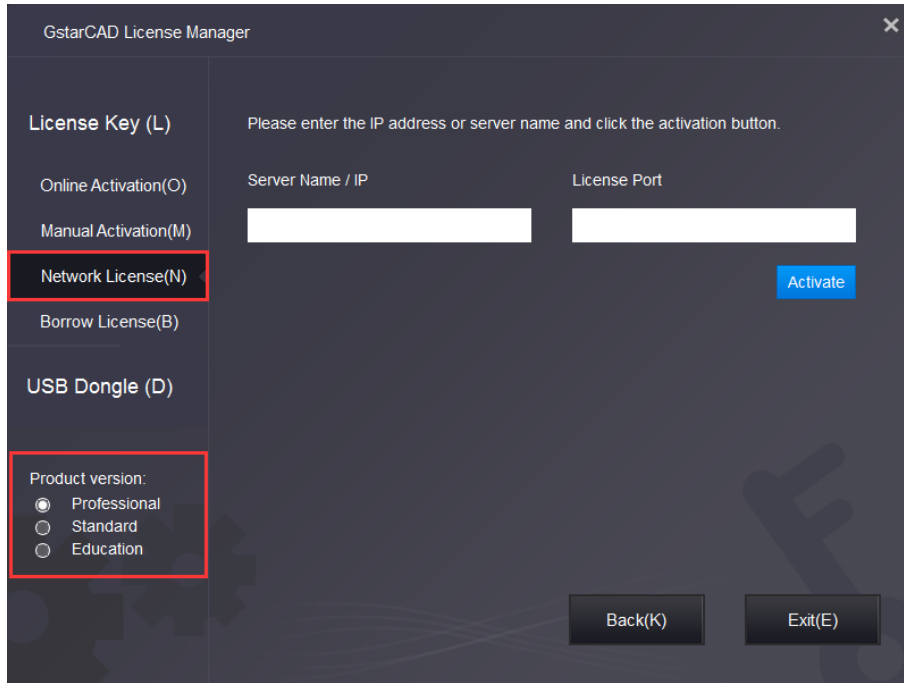 GstarCAD License Manager
License Key (L)
Online Activation(O)
Manual Activation(M)
Network License(N)
Borrow License(B)
USB Dongle (D)
Product version:
Professional
Standard
Education
Please enter the IP address or server name and click the activation button.
Server Name / IP
License Port
Activate
Back(K)
Exit(E)